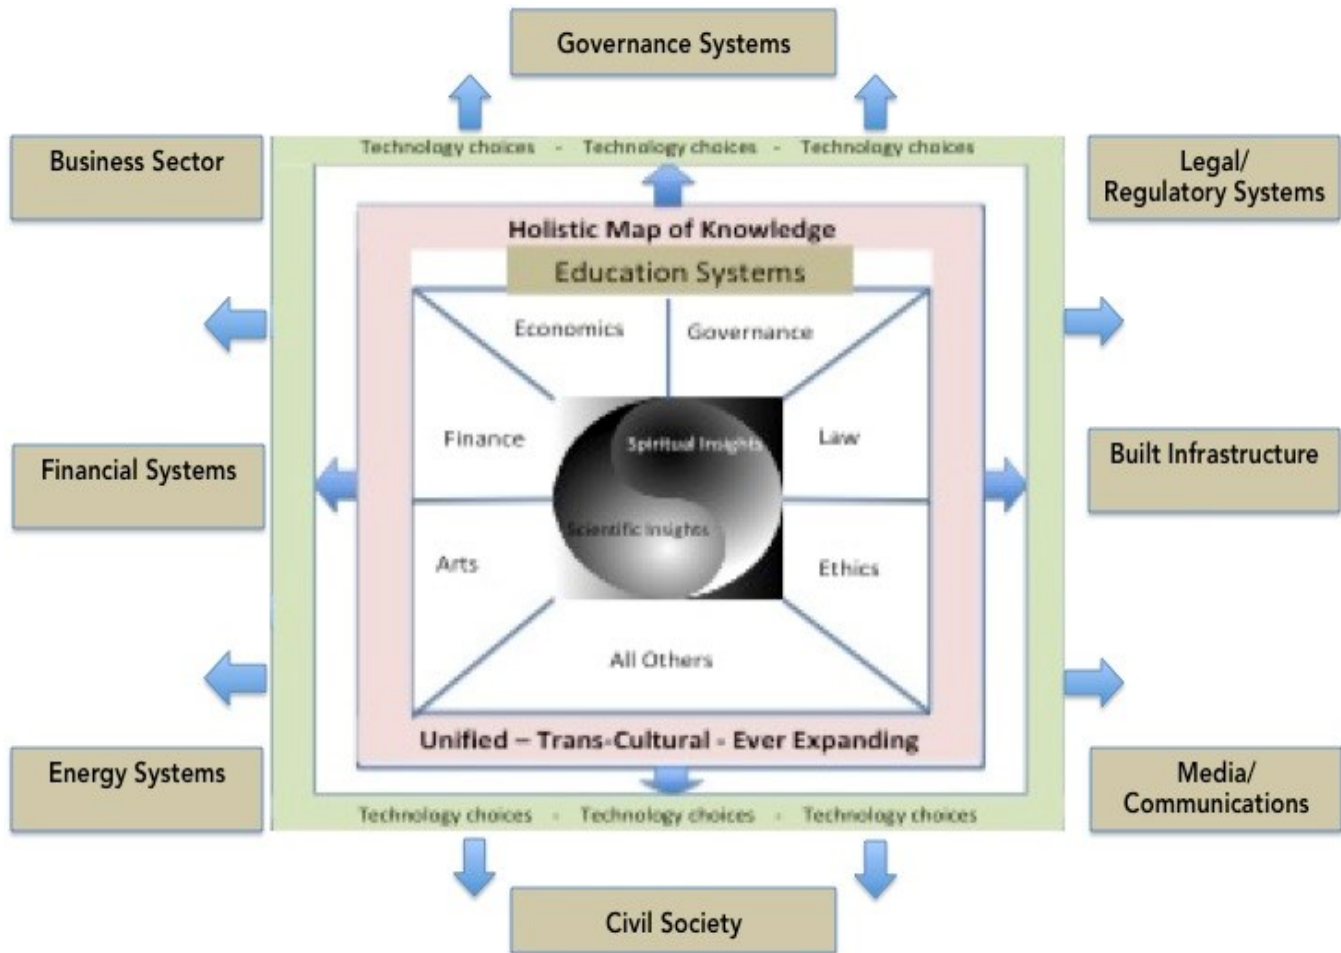 Governance Systems
Business Sector
Technology choices - Technology choices - Technology choices
Legal/
Regulatory Systems
Holistic Map of Knowledge
Education Systems
Economics
Governance
Finance
Spiritual Insights
Law
Financial Systems
Built Infrastructure
Scientific Insights
Arts
Ethics
All Others
Unified – Trans-Cultural - Ever Expanding
Energy Systems
Media/
Communications
Technology choices - Technology choices - Technology choices
Civil Society